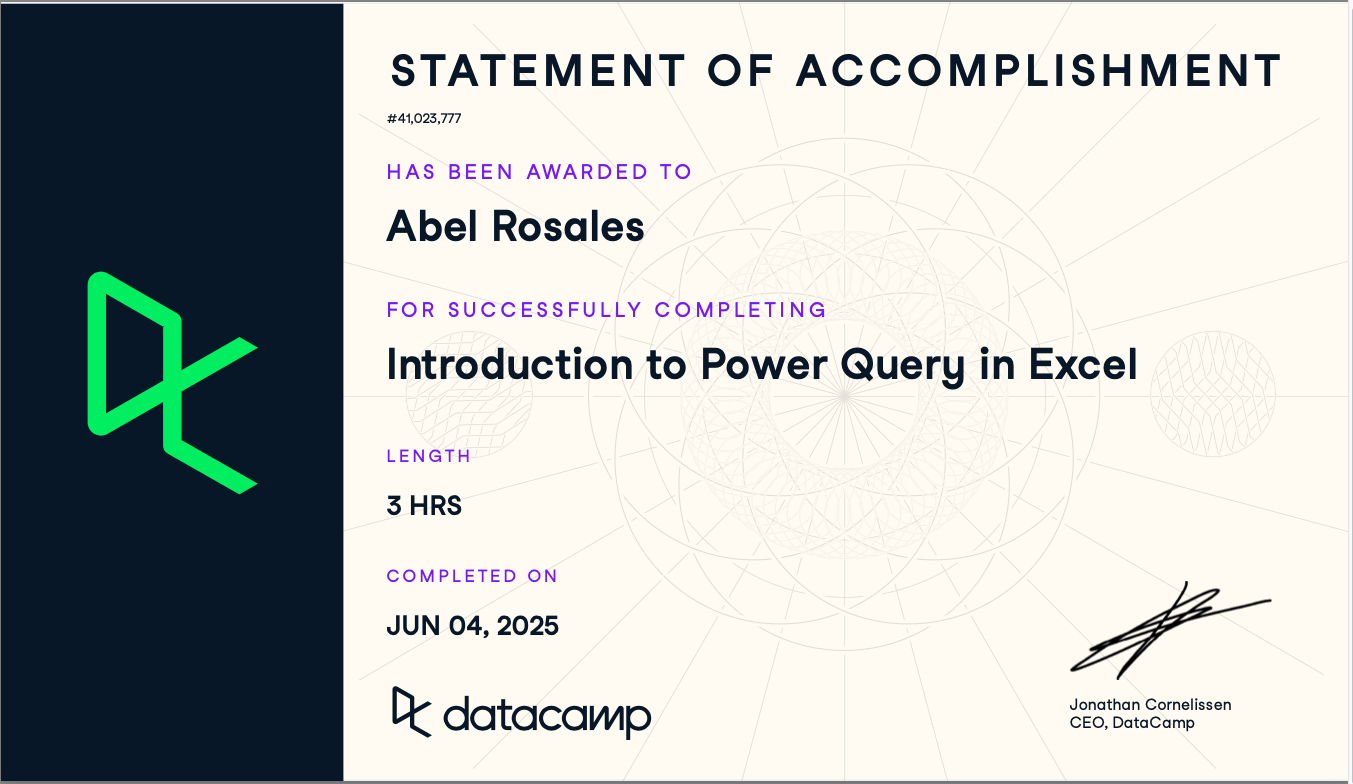 STATEMENT OF ACCOMPLISHMENT
#41,023,777
HAS BEEN AWARDED TO
Abel Rosales
FOR SUCCESSFULLY COMPLETING
Introduction to Power Query in Excel
LENGTH
3 HRS
COMPLETED ON
JUN 04, 2025
datacamp
Jonathan Cornelissen
CEO, DataCamp